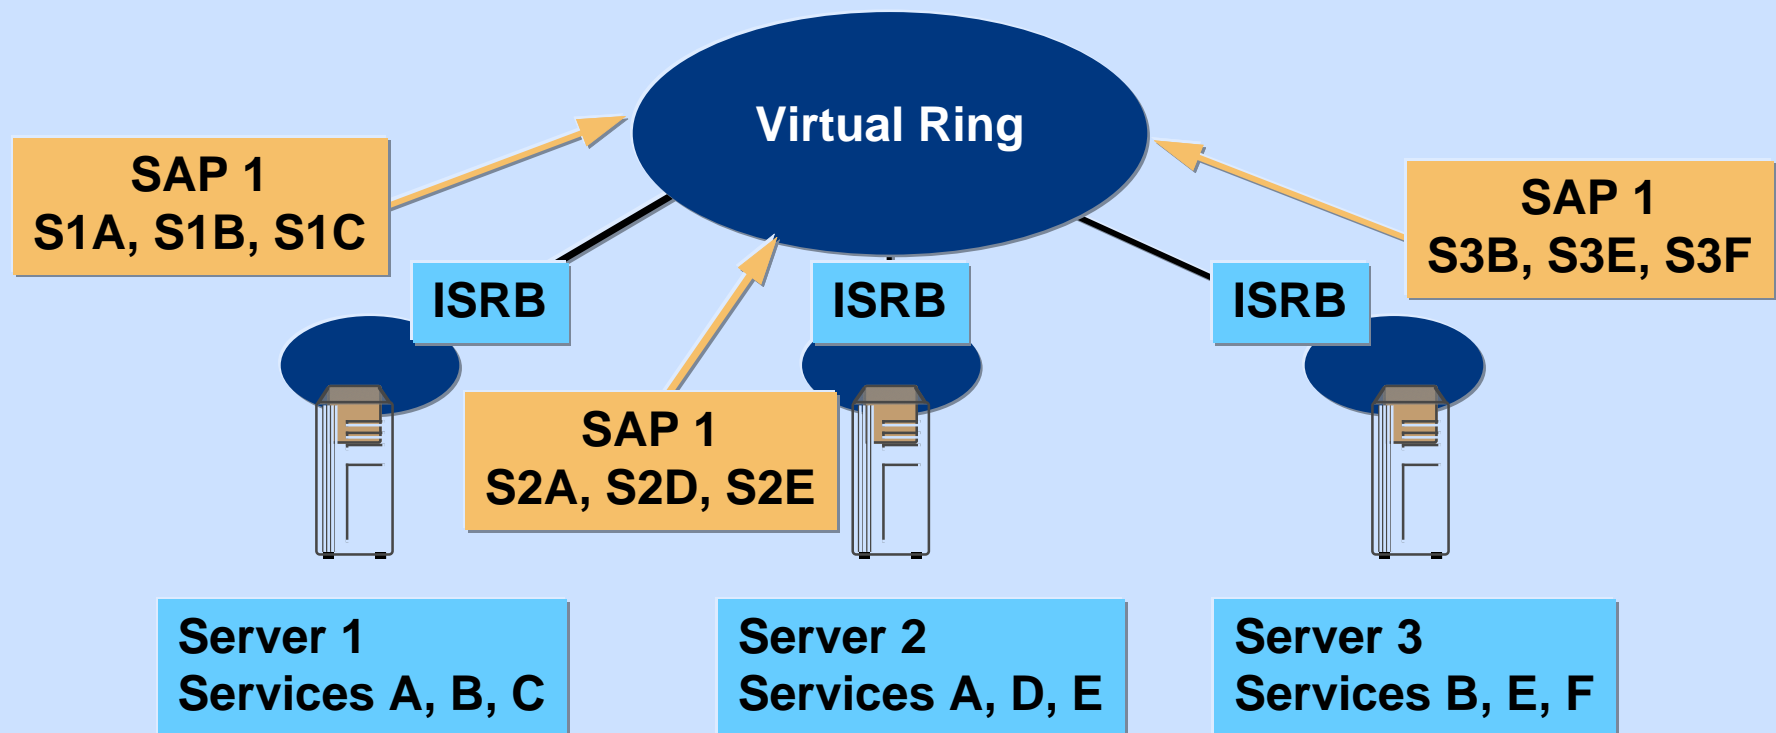 Virtual Ring
SAP 1
S1A, S1B, S1C
SAP 1
S3B, S3E, S3F
ISRB
ISRB
ISRB
SAP 1
S2A, S2D, S2E
Server 1
Services A, B, C
Server 2
Services A, D, E
Server 3
Services B, E, F